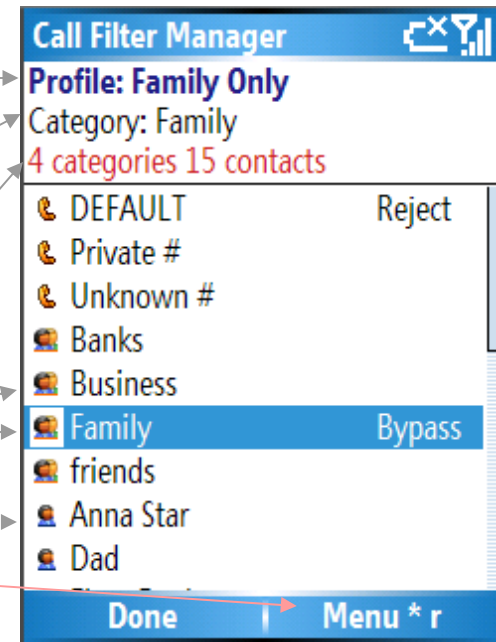 Call Filter Manager
Profile: Family Only
Category: Family
4 categories 15 contacts
DEFAULT Reject
Private #
Unknown #
Banks
Business
Family Bypass
friends
Anna Star
Dad
Done Menu * r